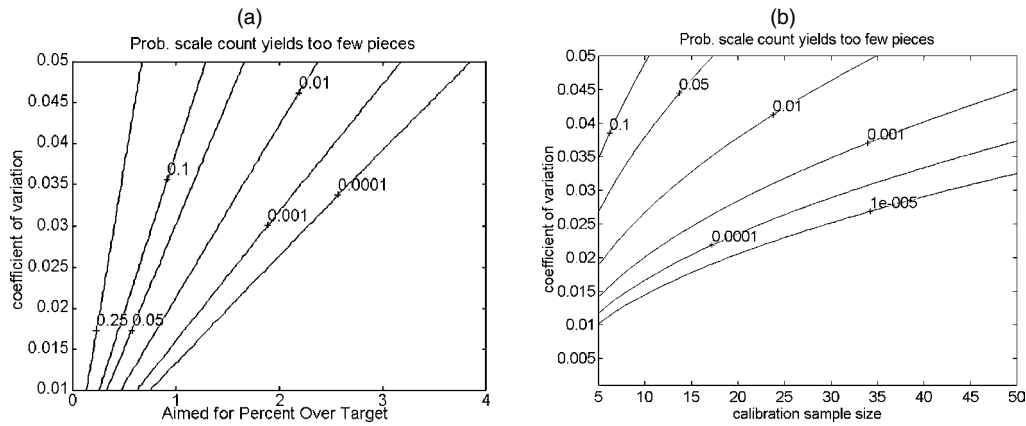 (a)
Prob. scale count yields too few pieces
coefficient of variation
0.05
0.045
0.04
0.035
0.03
0.025
0.02
0.015
0.01
0.25
0.1
0.05
0.01
0.001
0.0001
0 1 2 3 4
Aimed for Percent Over Target
(b)
Prob. scale count yields too few pieces
coefficient of variation
0.05
0.045
0.04
0.035
0.03
0.025
0.02
0.015
0.01
0.005
0.1
0.05
0.01
0.001
0.0001
1e-005
5 10 15 20 25 30 35 40 45 50
calibration sample size